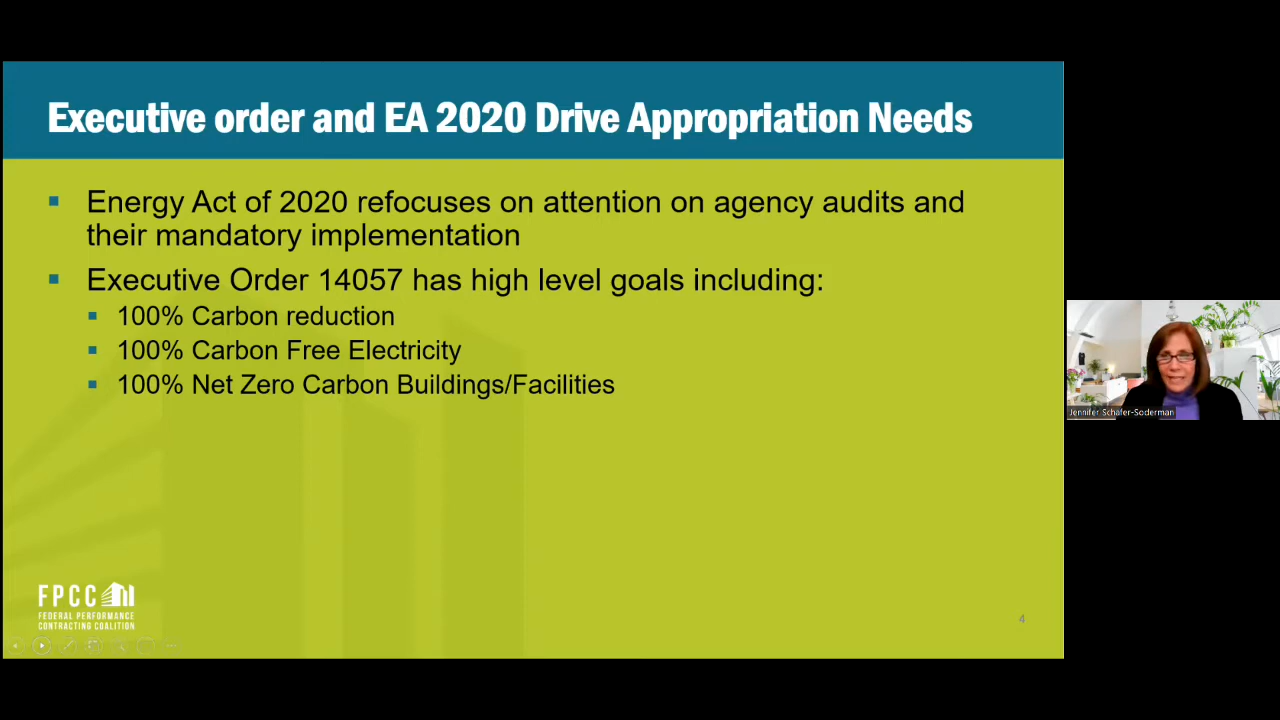 Executive order and EA 2020 Drive Appropriation Needs
Energy Act of 2020 refocuses on attention on agency audits and
their mandatory implementation
Executive Order 14057 has high level goals including:
100% Carbon reduction
100% Carbon Free Electricity
100% Net Zero Carbon Buildings/Facilities
Jennifer Schafer-Soderman
FPCC
FEDERAL PERFORMANCE
CONTRACTING COALITION
4